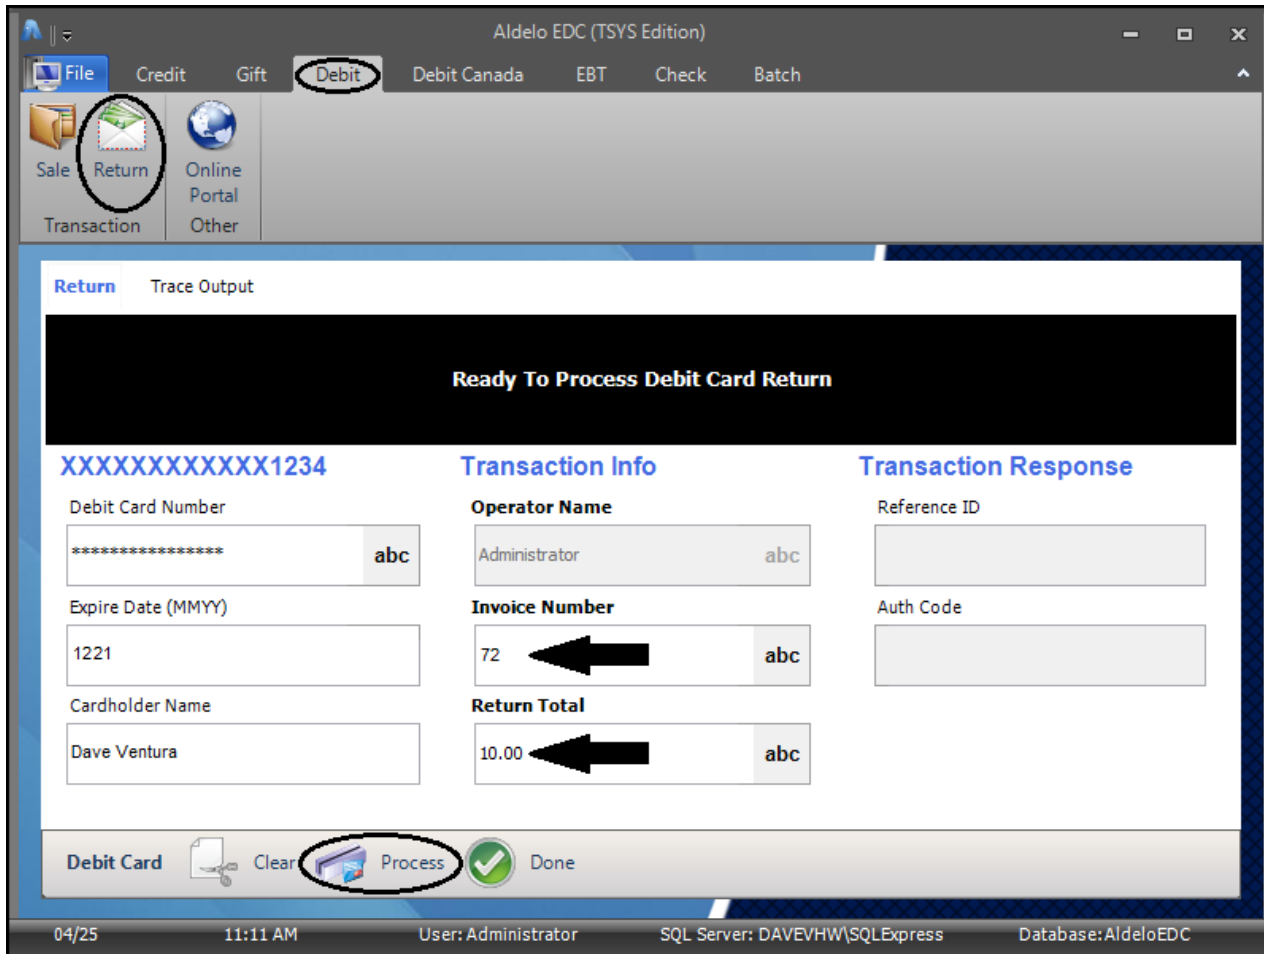 Aldelo EDC (TSYS Edition)
File Credit Gift Debit Debit Canada EBT Check Batch
Sale Return Online Portal
Transaction Other
Return Trace Output
Ready To Process Debit Card Return
XXXXXXXXXXXX1234 Transaction Info Transaction Response
Debit Card Number Operator Name Reference ID
**************** abc Administrator abc
Expire Date (MMYY) Invoice Number Auth Code
1221 72 abc
Cardholder Name Return Total
Dave Ventura 10.00 abc
Debit Card Clear Process Done
04/25 11:11 AM User: Administrator SQL Server: DAVEVHW\SQLExpress Database: AldeloEDC